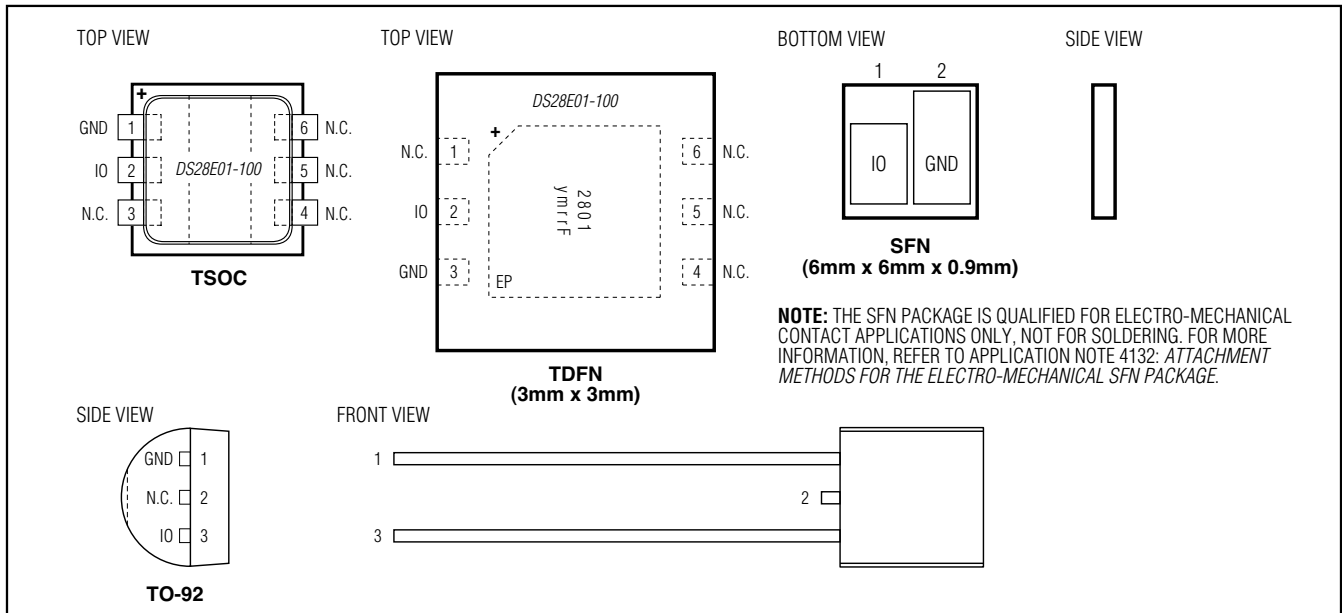 TOP VIEW
+
GND 1 6 N.C.
IO 2 DS28E01-100 5 N.C.
N.C. 3 4 N.C.
TSOC
TOP VIEW
DS28E01-100
+
N.C. 1 6 N.C.
IO 2 5 N.C.
GND 3 4 N.C.
2801
ymrrF
EP
TDFN
(3mm x 3mm)
BOTTOM VIEW
1 2
IO GND
SFN
(6mm x 6mm x 0.9mm)
SIDE VIEW
NOTE: THE SFN PACKAGE IS QUALIFIED FOR ELECTRO-MECHANICAL
CONTACT APPLICATIONS ONLY, NOT FOR SOLDERING. FOR MORE
INFORMATION, REFER TO APPLICATION NOTE 4132: ATTACHMENT
METHODS FOR THE ELECTRO-MECHANICAL SFN PACKAGE.
SIDE VIEW
GND 1
N.C. 2
IO 3
TO-92
FRONT VIEW
1
2
3